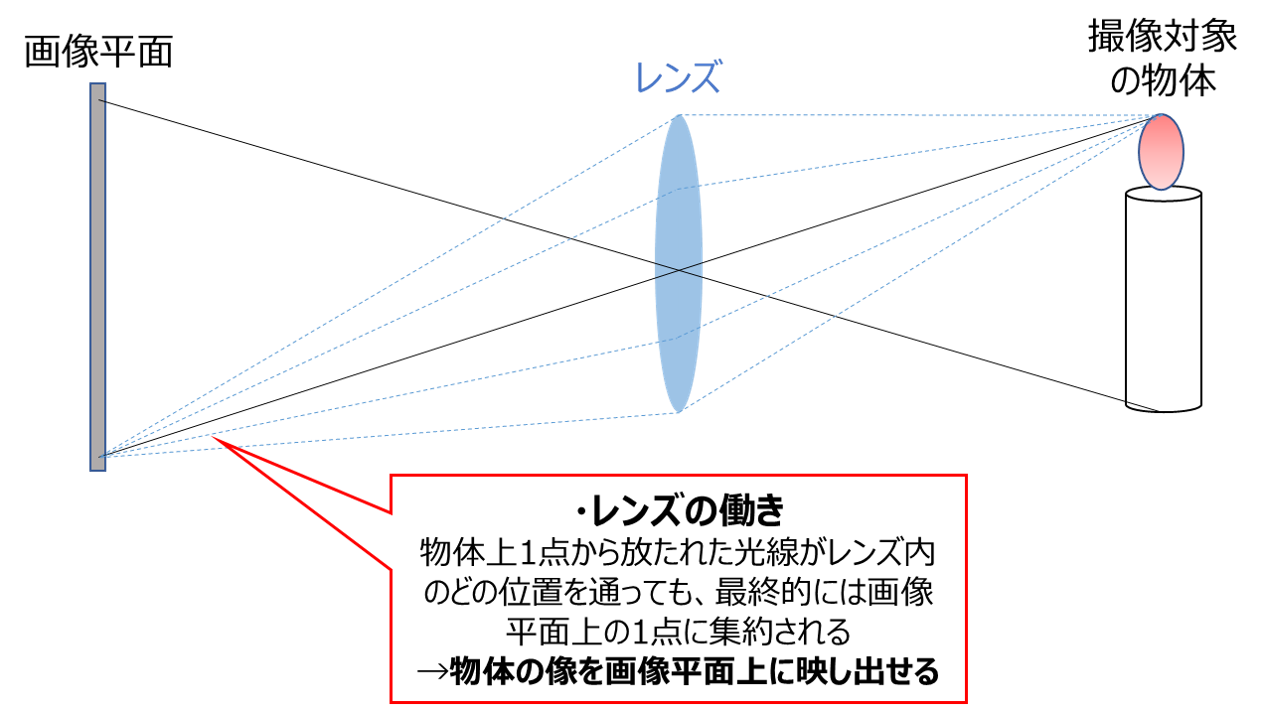 画像平面
レンズ
撮像対象
の物体
・レンズの働き
物体上1点から放たれた光線がレンズ内
のどの位置を通っても、最終的には画像
平面上の1点に集約される
→物体の像を画像平面上に映し出せる